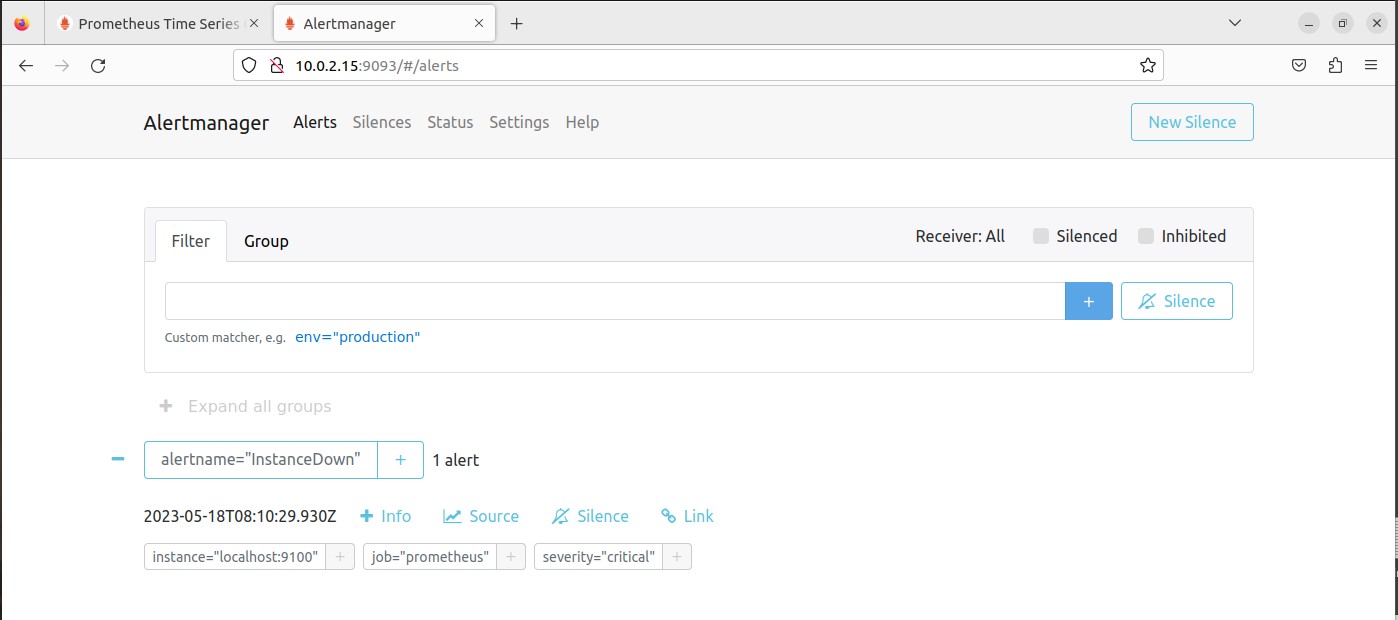 Prometheus Time Series
Alertmanager
10.0.2.15:9093/#/alerts
Alertmanager Alerts Silences Status Settings Help New Silence
Filter Group Receiver: All Silenced Inhibited
+ Silence
Custom matcher, e.g. env="production"
+ Expand all groups
alertname="InstanceDown" + 1 alert
2023-05-18T08:10:29.930Z + Info Source Silence Link
instance="localhost:9100" + job="prometheus" + severity="critical" +